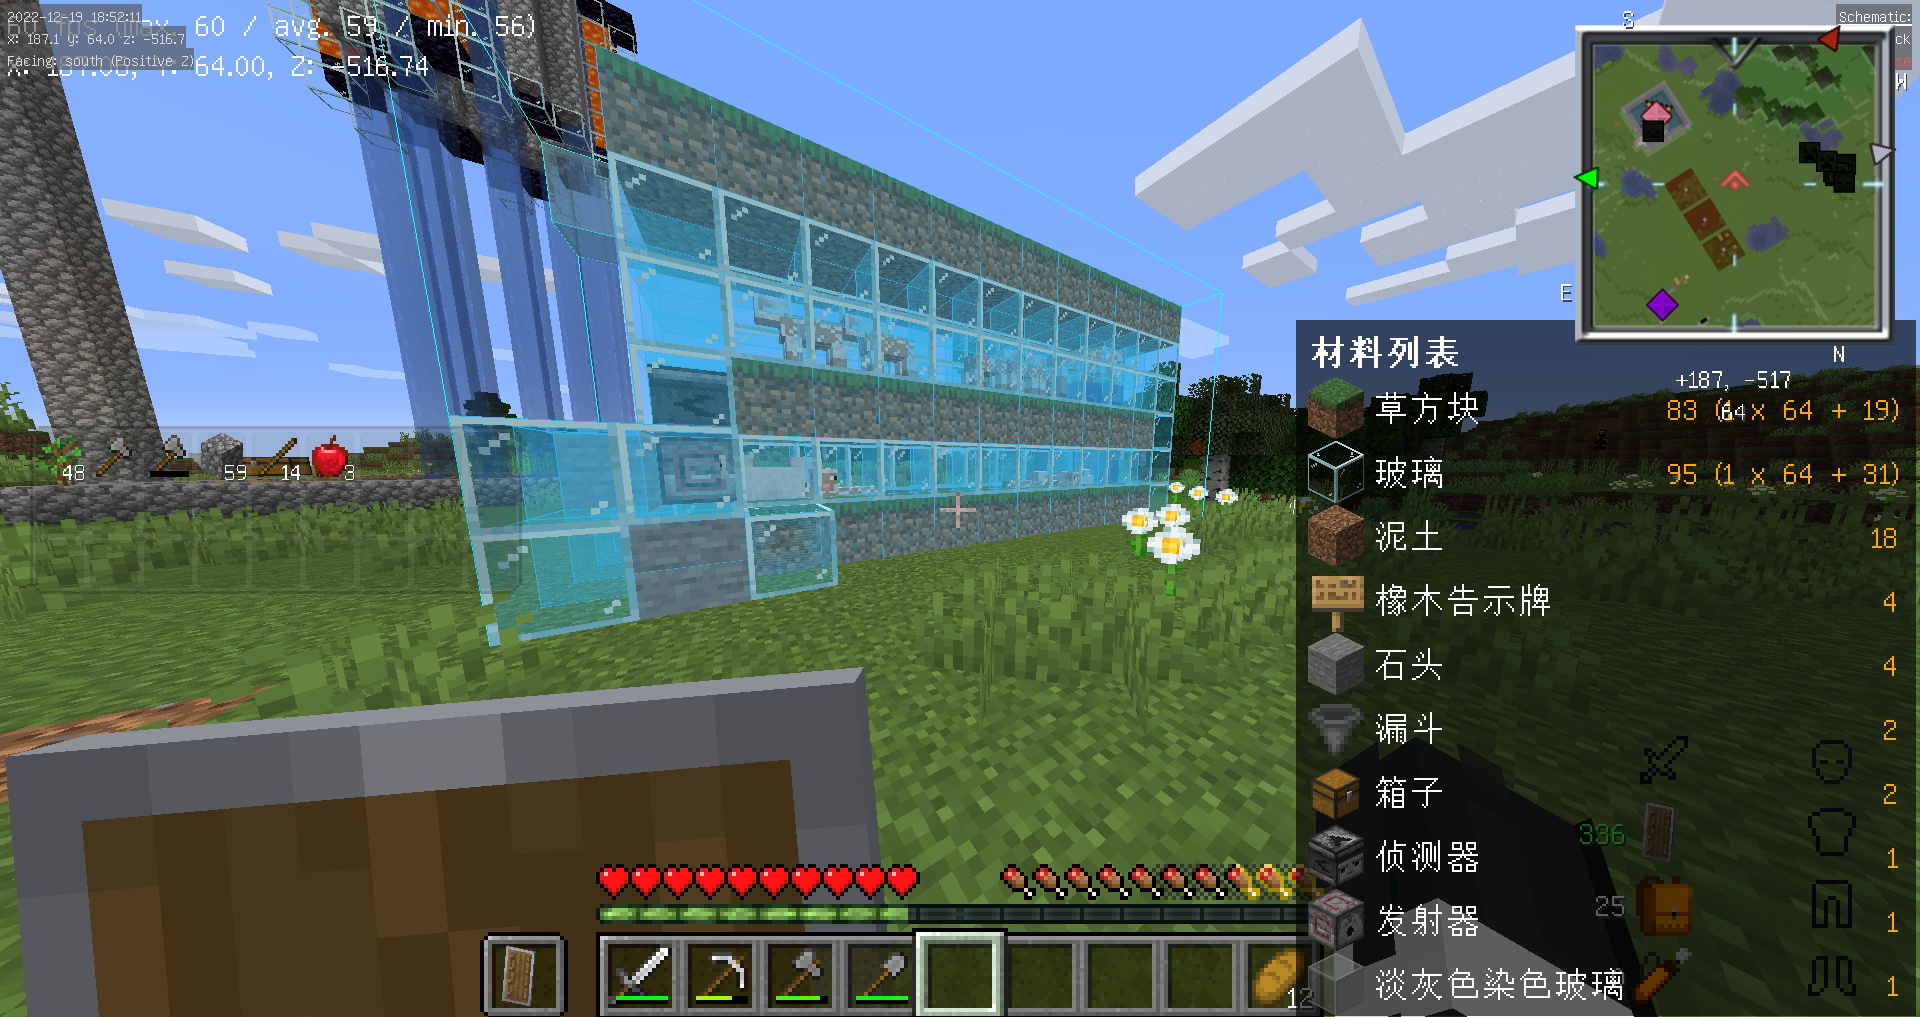 2022-12-19 18:52:11
60 / avg. 59 / min. 56)
x: 187.1 y: 64.0 z: -516.7
Facing: south (Positive Z)
64.00, Z: -516.74
Schematic:
S
W
E
N
+187, -517
64
48
59
14
3
材料列表
草方块 83 (1 x 64 + 19)
玻璃 95 (1 x 64 + 31)
泥土 18
橡木告示牌 4
石头 4
漏斗 2
箱子 2
侦测器 1
发射器 1
淡灰色染色玻璃 1
336
25
12